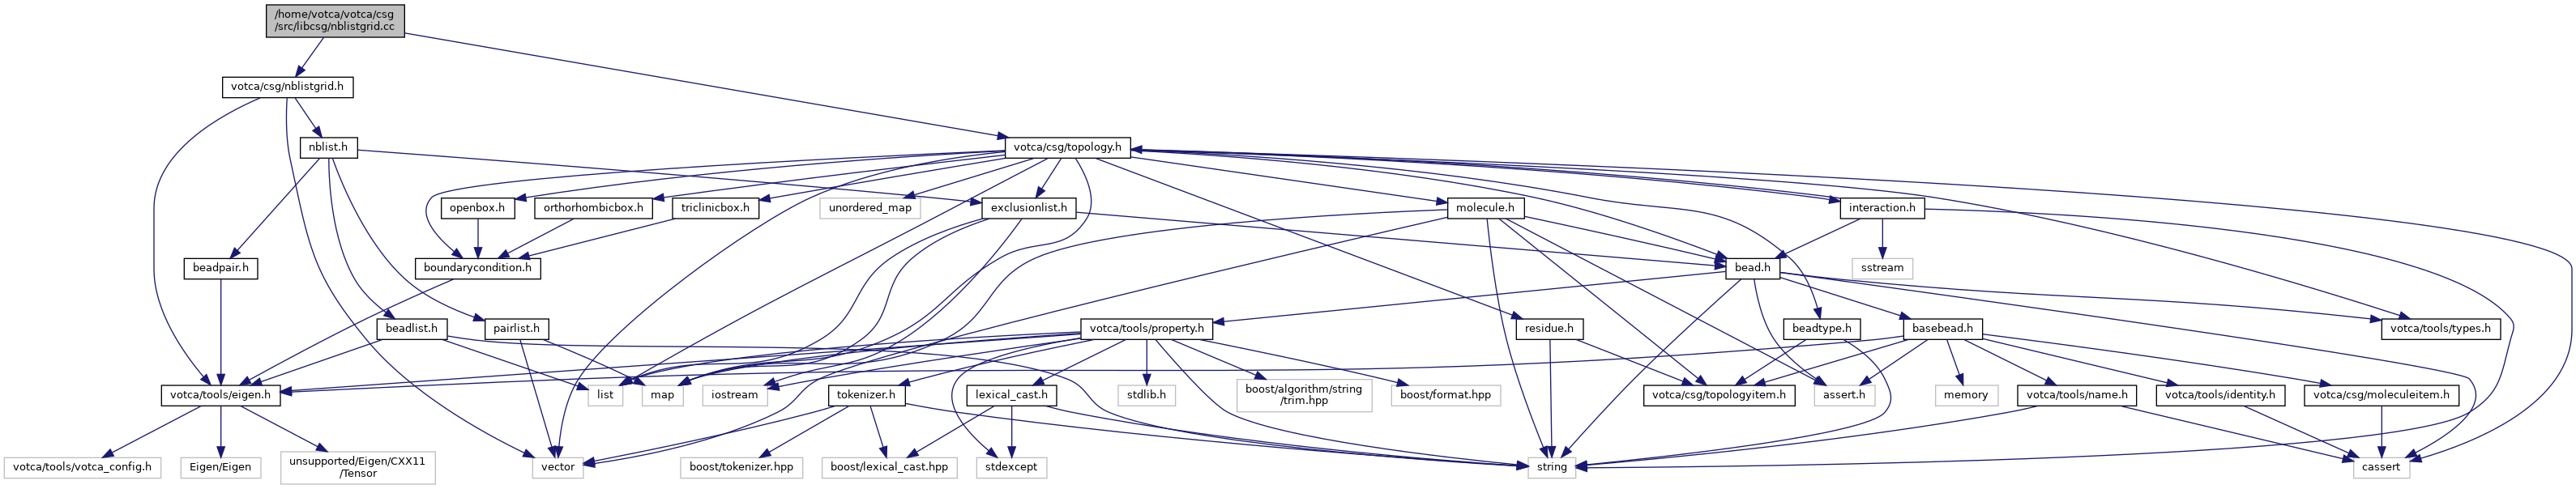 /home/votca/votca/csg
/src/libcsg/nblistgrid.cc
votca/csg/nblistgrid.h
nblist.h
votca/csg/topology.h
openbox.h
orthorhombicbox.h
triclinicbox.h
unordered_map
exclusionlist.h
molecule.h
interaction.h
beadpair.h
boundarycondition.h
bead.h
sstream
beadlist.h
pairlist.h
votca/tools/property.h
residue.h
beadtype.h
basebead.h
votca/tools/types.h
votca/tools/eigen.h
list
map
iostream
tokenizer.h
lexical_cast.h
stdlib.h
boost/algorithm/string
/trim.hpp
boost/format.hpp
votca/csg/topologyitem.h
assert.h
memory
votca/tools/name.h
votca/tools/identity.h
votca/csg/moleculeitem.h
votca/tools/votca_config.h
Eigen/Eigen
unsupported/Eigen/CXX11
/Tensor
vector
boost/tokenizer.hpp
boost/lexical_cast.hpp
stdexcept
string
cassert